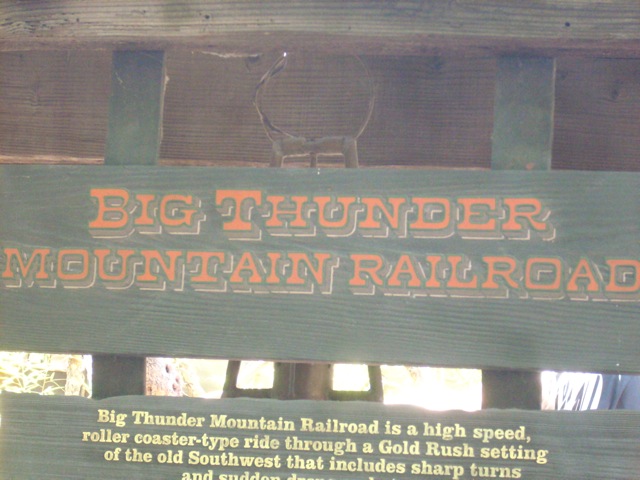 BIG THUNDER
MOUNTAIN RAILROAD
Big Thunder Mountain Railroad is a high speed,
roller coaster-type ride through a Gold Rush setting
of the old Southwest that includes sharp turns
and sudden